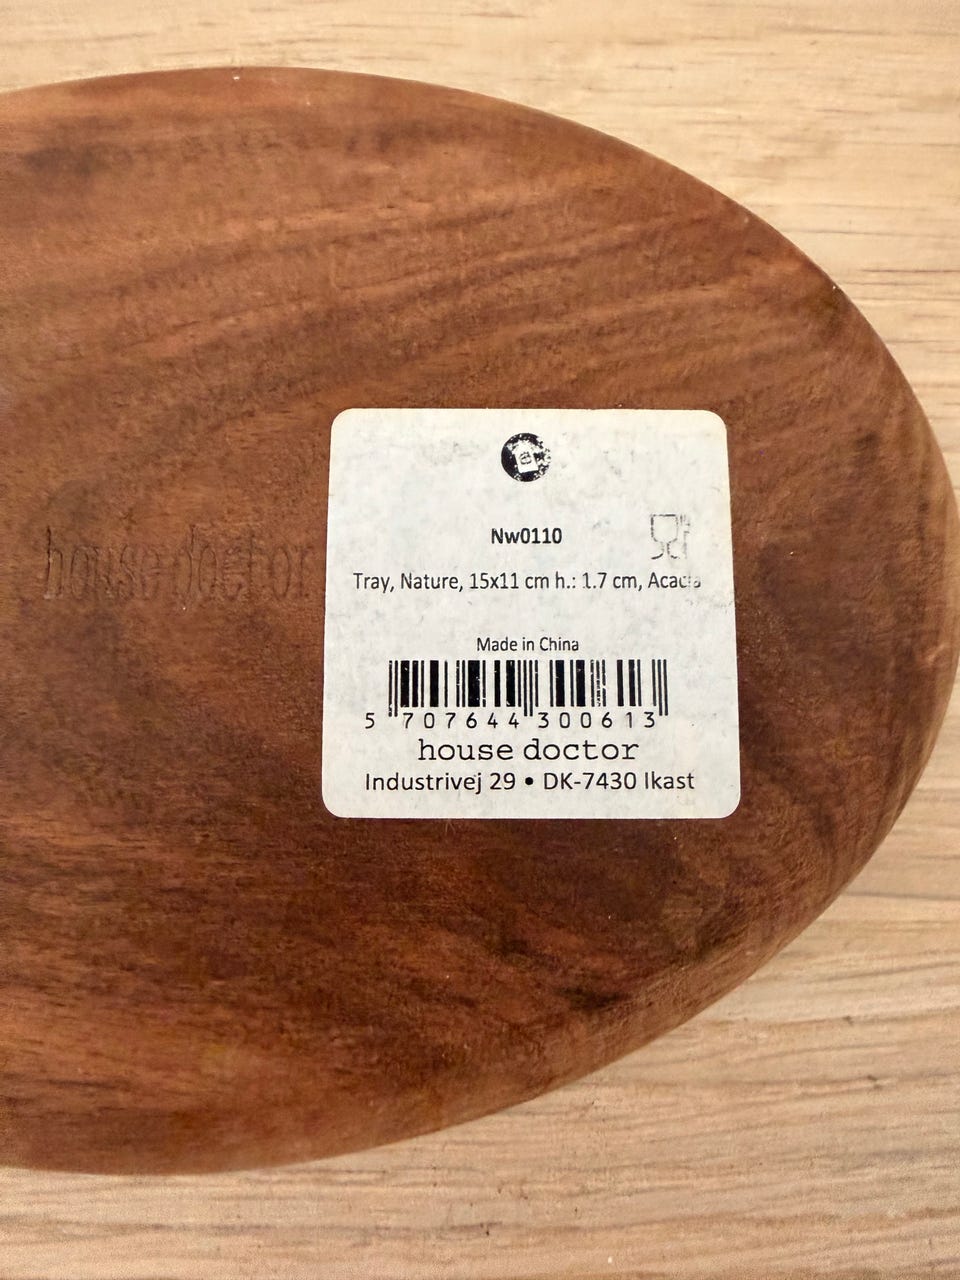 house doctor
Nw0110
Tray, Nature, 15x11 cm h.: 1.7 cm, Acacia
Made in China
5 707644 300613
house doctor
Industrivej 29 • DK-7430 Ikast